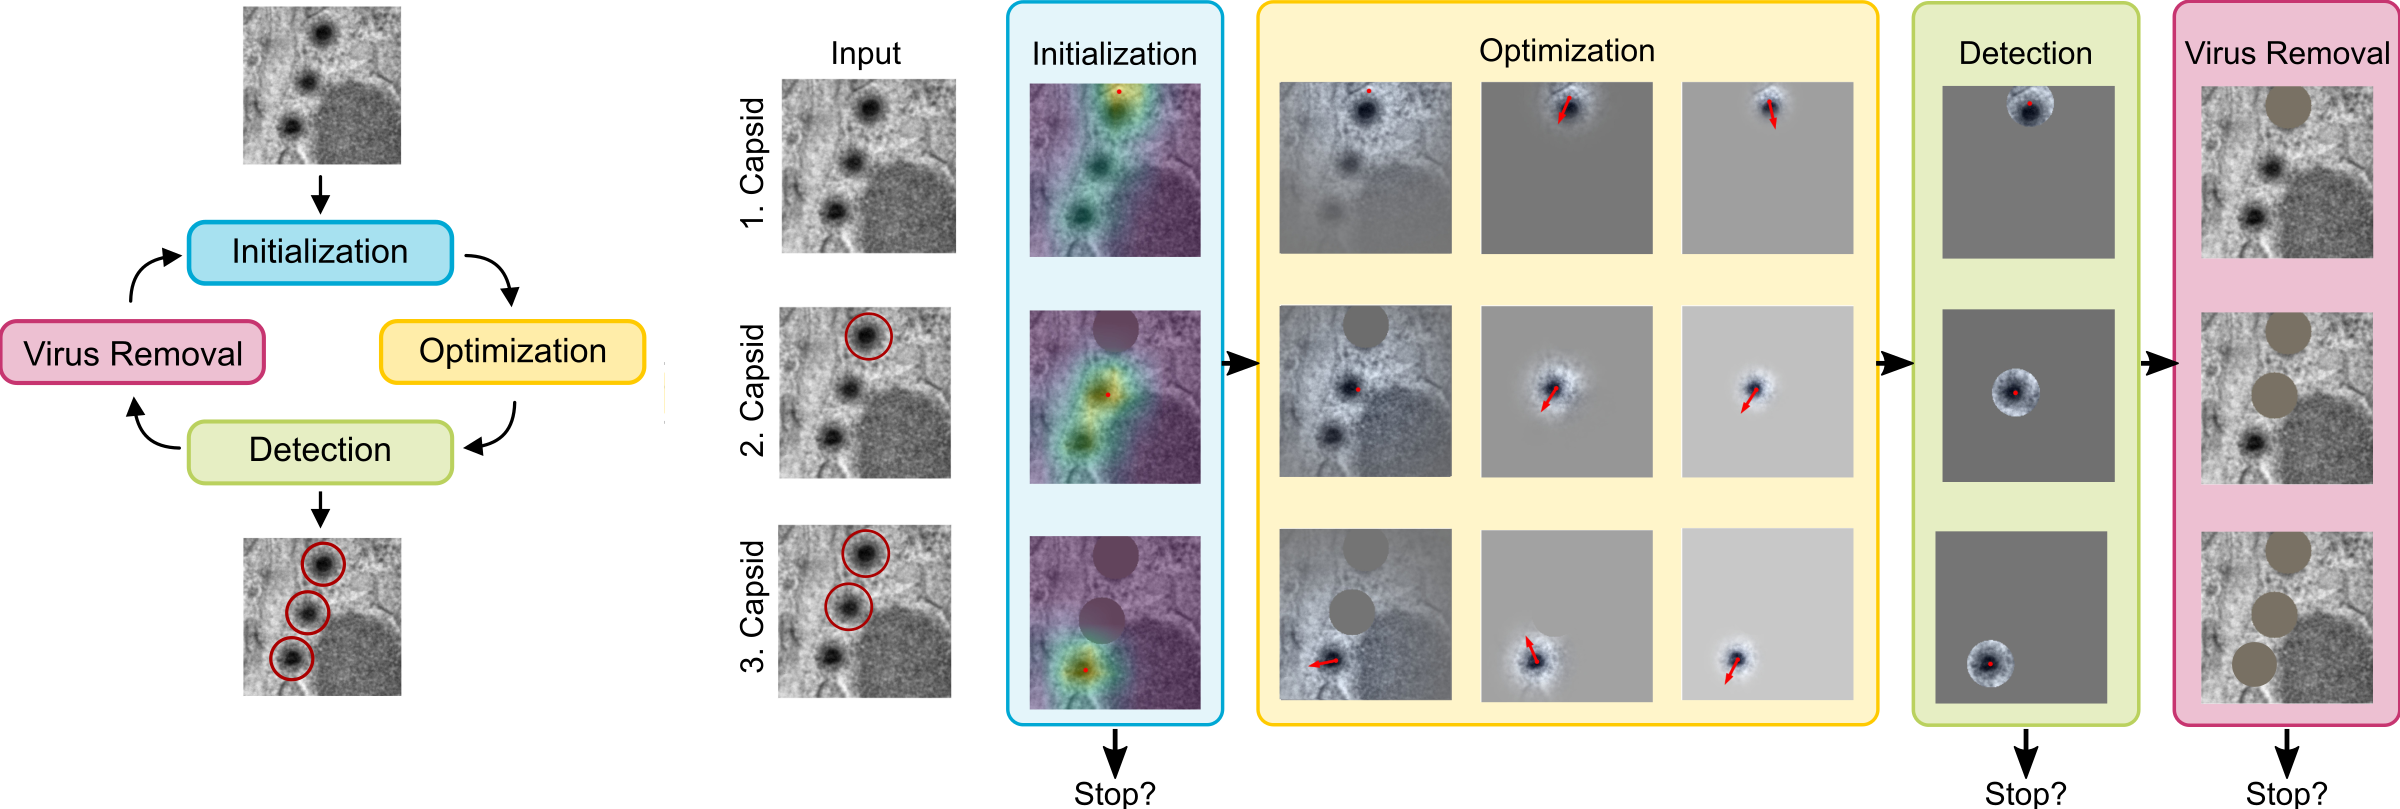 Initialization
Virus Removal
Optimization
Detection
Input
Initialization
Optimization
Detection
Virus Removal
1. Capsid
2. Capsid
3. Capsid
Stop?
Stop?
Stop?